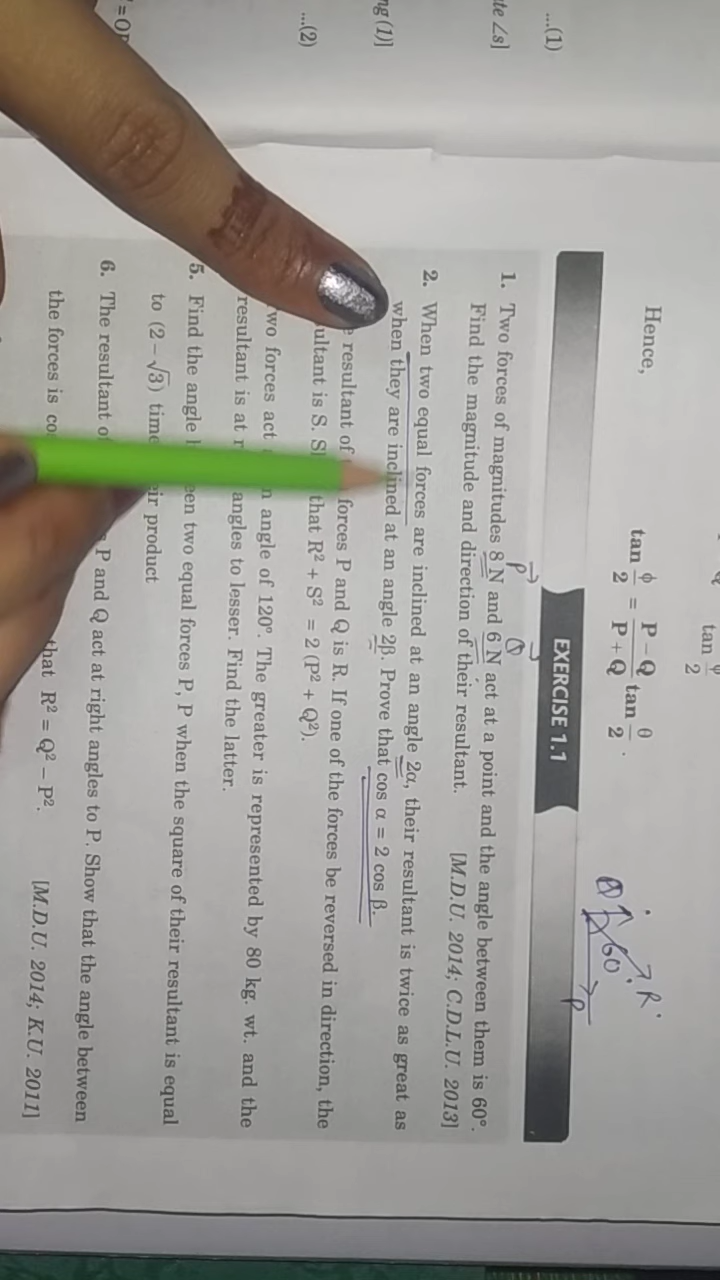 ...(1)
te ∠s]
ng (1)]
...(2)
tan
2
Hence, tan ϕ/2 = P − Q/P + Q tan θ/2 .
EXERCISE 1.1
P Q
Q 60° R P
1. Two forces of magnitudes 8 N and 6 N act at a point and the angle between them is 60°.
Find the magnitude and direction of their resultant. [M.D.U. 2014; C.D.L.U. 2013]
2. When two equal forces are inclined at an angle 2α, their resultant is twice as great as
when they are inclined at an angle 2β. Prove that cos α = 2 cos β.
resultant of forces P and Q is R. If one of the forces be reversed in direction, the
is S. that R² + S² = 2 (P² + Q²).
forces act angle of 120°. The greater is represented by 80 kg. wt. and the
resultant is at angles to lesser. Find the latter.
5. Find the angle two equal forces P, P when the square of their resultant is equal
to (2−√3) product
6. The resultant P and Q act at right angles to P. Show that the angle between
the forces is that R² = Q² − P². [M.D.U. 2014; K.U. 2011]